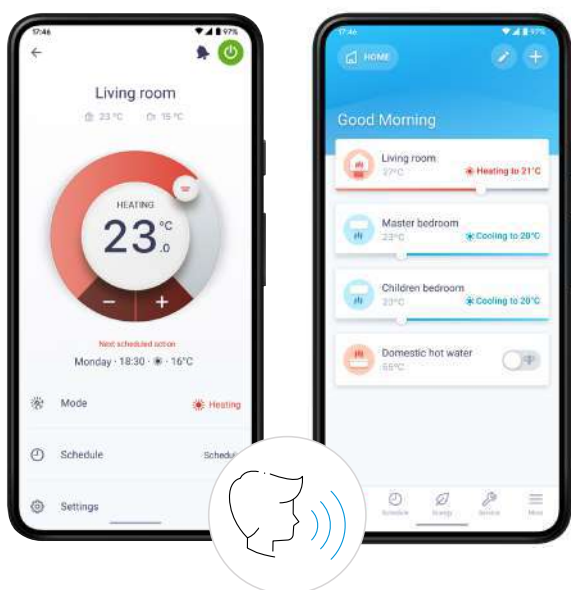 17:46
97%
Living room
23 °C
15 °C
HEATING
23 °C .0
−
+
Next scheduled action
Monday · 18:30 · 16°C
Mode
Heating
Schedule
Schedul
Settings
17:46
97%
HOME
Good Morning
Living room
Heating to 21°C
Master bedroom
23°C
Cooling to 20°C
Children bedroom
23°C
Cooling to 20°C
Domestic hot water
Schedule
Energy
Service
More